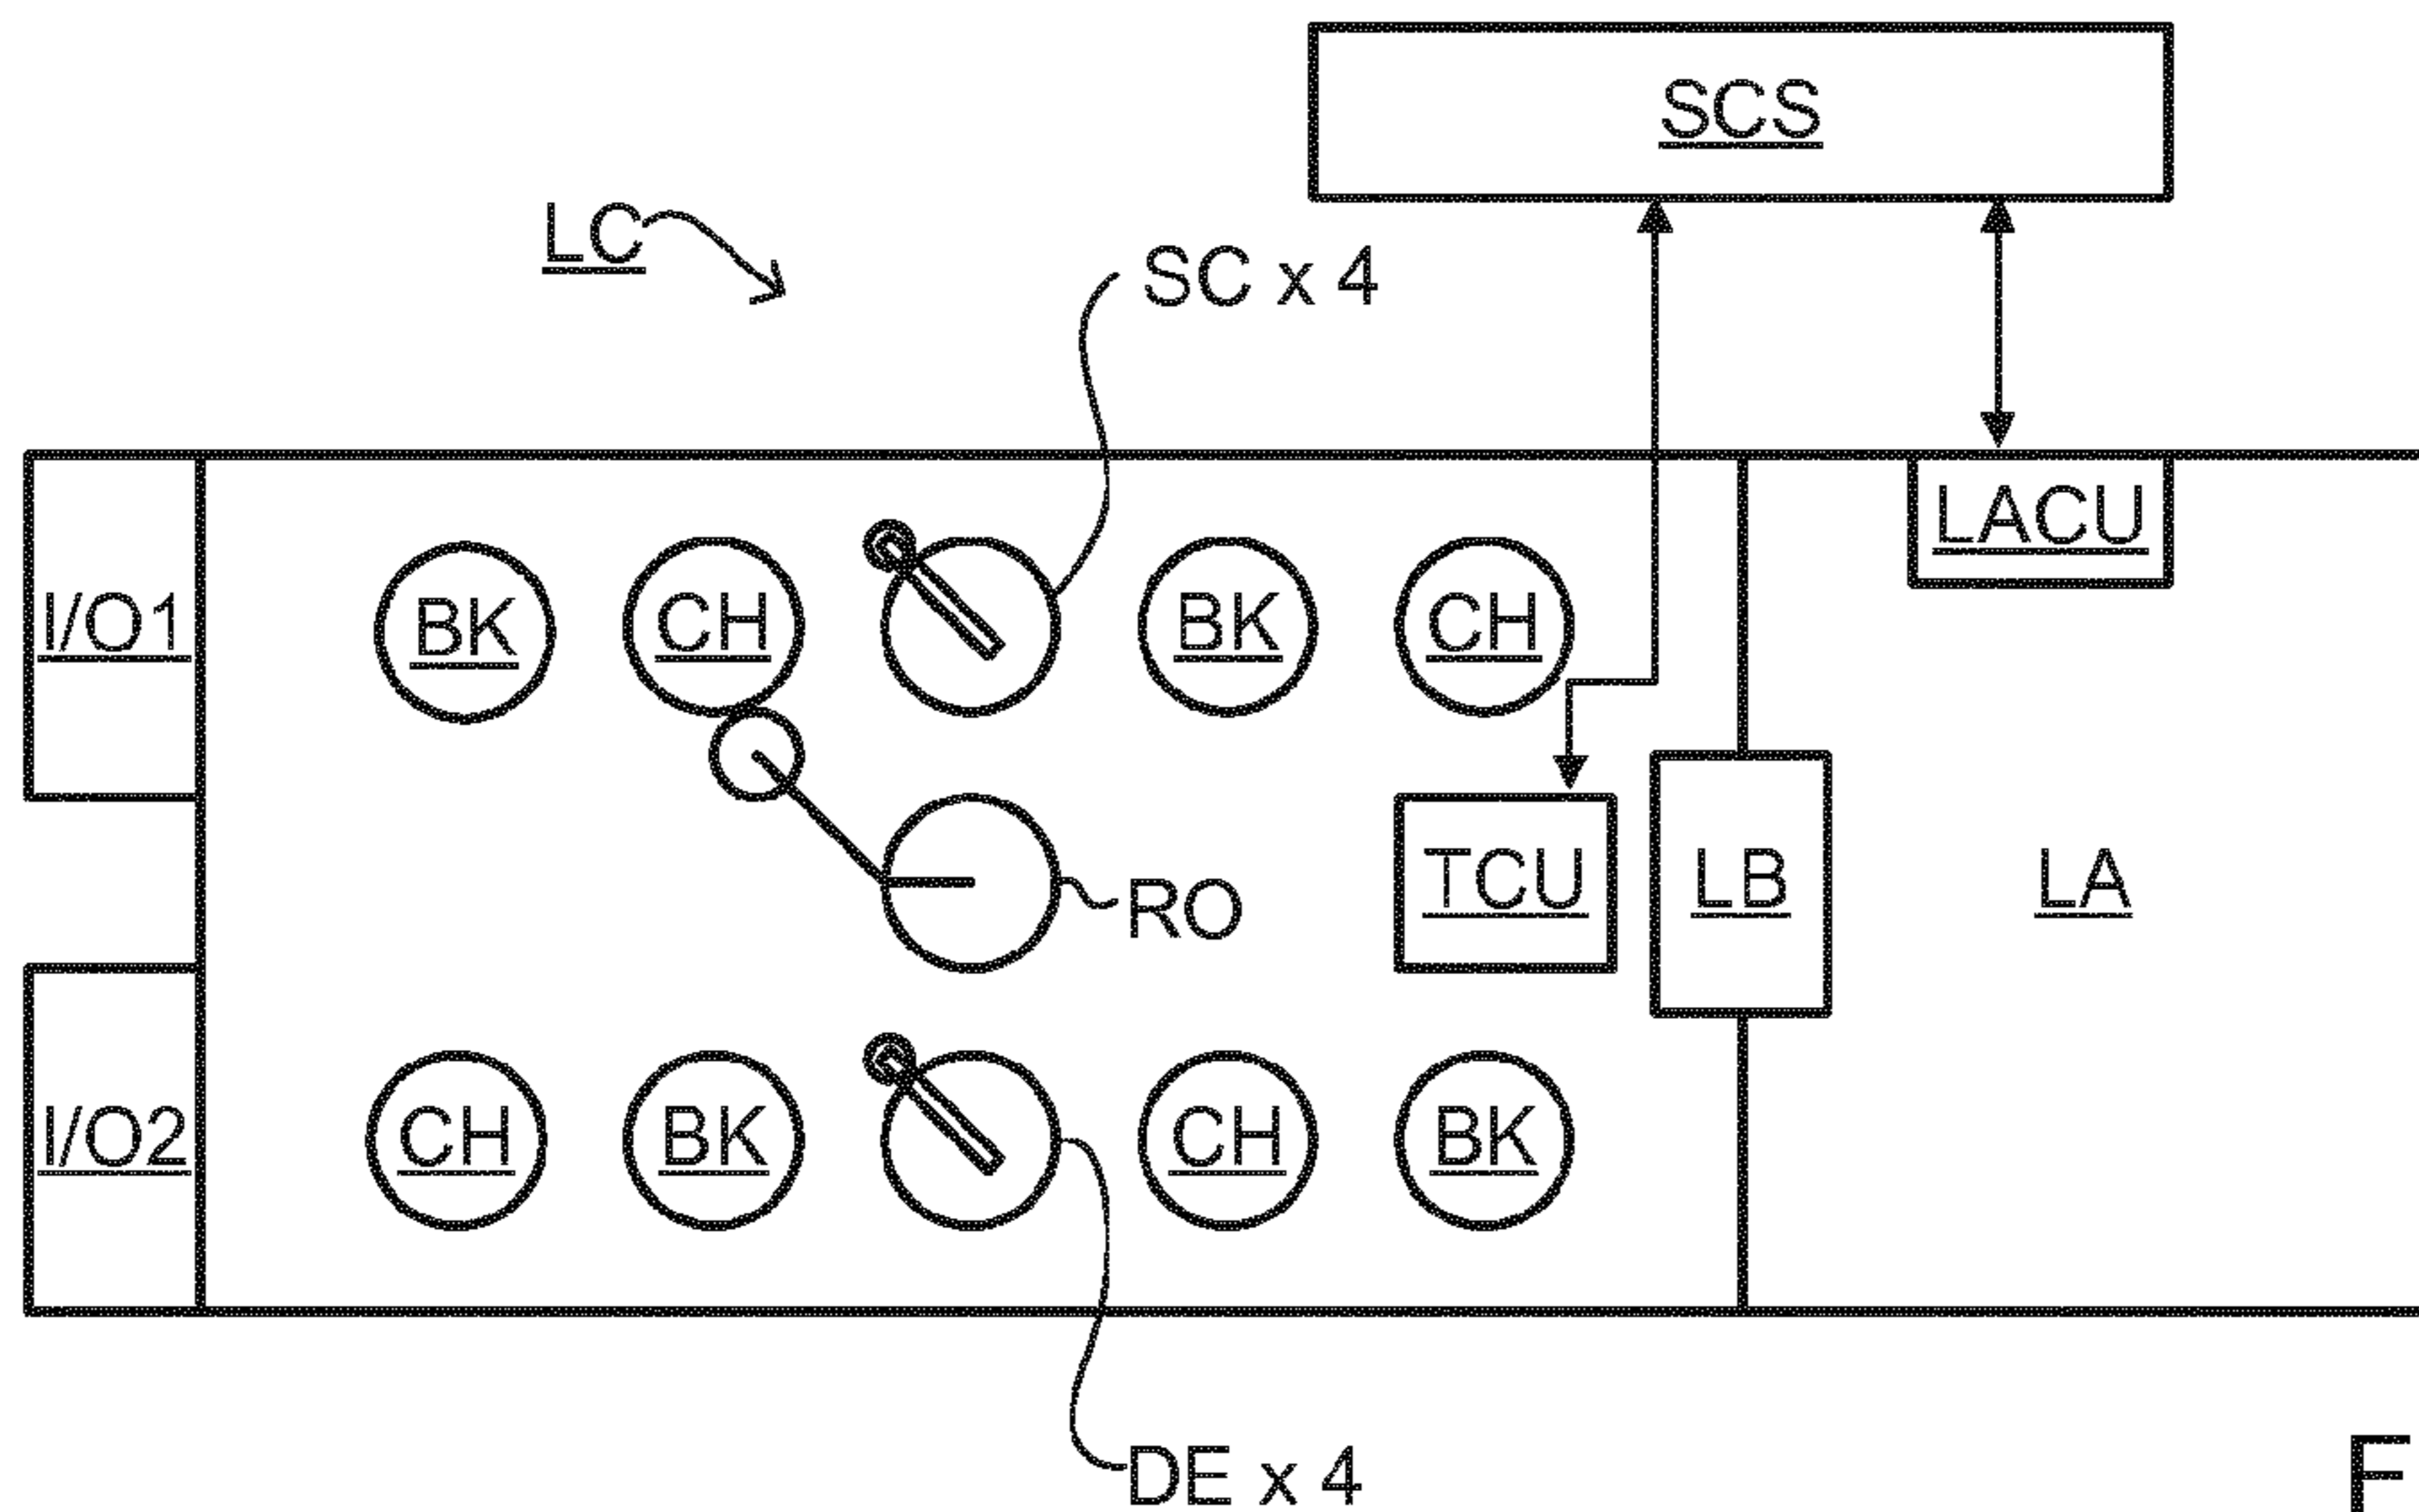 SCS
LC
SC x 4
LACU
I/O1
BK
CH
BK
CH
TCU
LB
LA
RO
I/O2
CH
BK
CH
BK
DE x 4
F